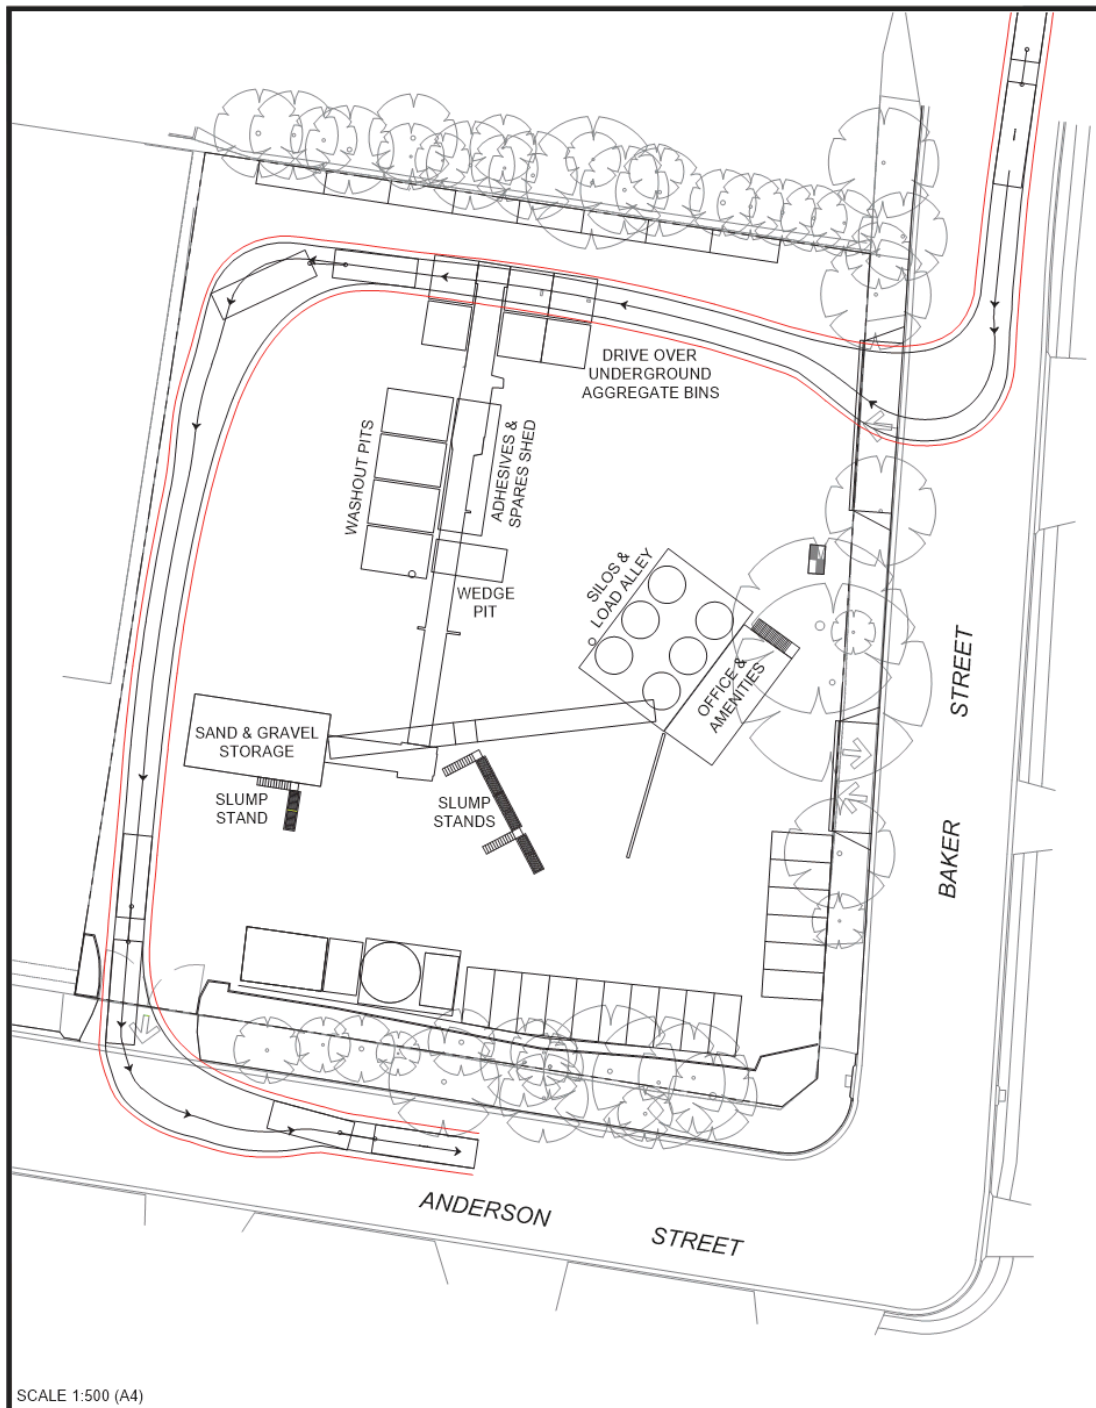 DRIVE OVER
UNDERGROUND
AGGREGATE BINS
WASHOUT PITS
ADHESIVES &
SPARES SHED
WEDGE
PIT
SILOS &
LOAD ALLEY
OFFICE &
AMENITIES
SAND & GRAVEL
STORAGE
SLUMP
STAND
SLUMP
STANDS
BAKER STREET
ANDERSON STREET
SCALE 1:500 (A4)